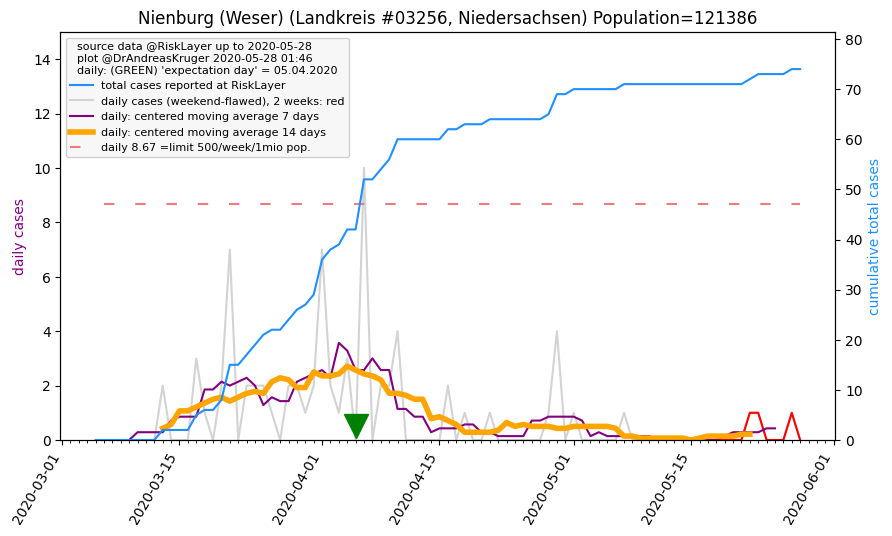 Nienburg (Weser) (Landkreis #03256, Niedersachsen) Population=121386
source data @RiskLayer up to 2020-05-28
plot @DrAndreasKruger 2020-05-28 01:46
daily: (GREEN) 'expectation day' = 05.04.2020
total cases reported at RiskLayer
daily cases (weekend-flawed), 2 weeks: red
daily: centered moving average 7 days
daily: centered moving average 14 days
daily 8.67 =limit 500/week/1mio pop.
daily cases
14
12
10
8
6
4
2
0
cumulative total cases
80
70
60
50
40
30
20
10
0
2020-03-01
2020-03-15
2020-04-01
2020-04-15
2020-05-01
2020-05-15
2020-06-01